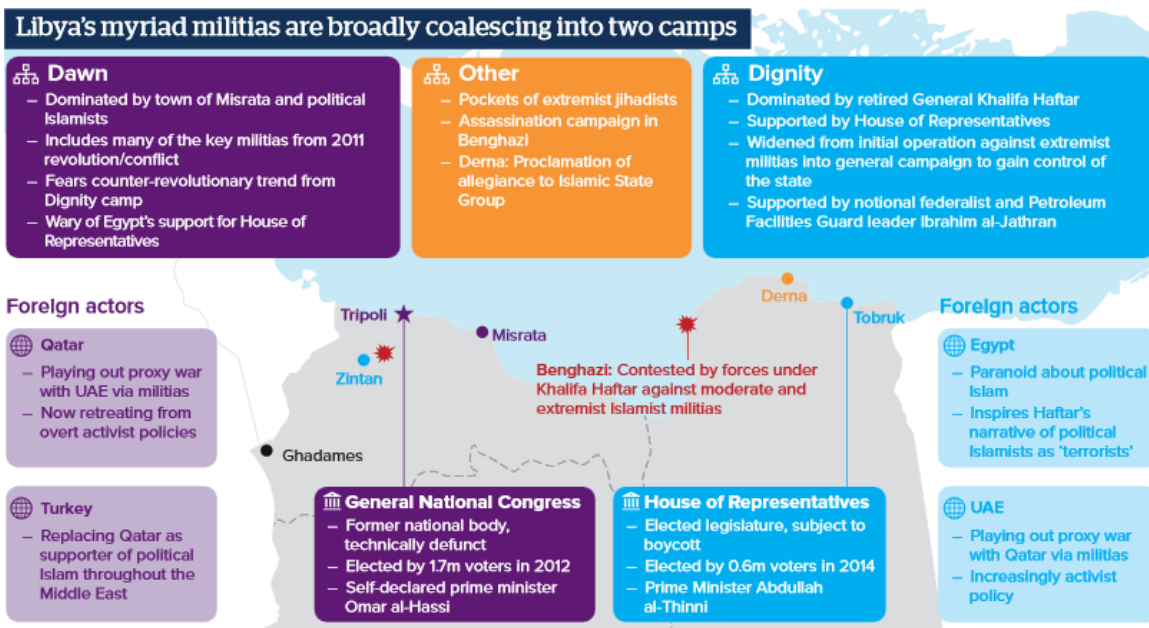 Libya's myriad militias are broadly coalescing into two camps
Dawn
– Dominated by town of Misrata and political
Islamists
– Includes many of the key militias from 2011
revolution/conflict
– Fears counter-revolutionary trend from
Dignity camp
– Wary of Egypt's support for House of
Representatives
Other
– Pockets of extremist jihadists
– Assassination campaign in
Benghazi
– Derna: Proclamation of
allegiance to Islamic State
Group
Dignity
– Dominated by retired General Khalifa Haftar
– Supported by House of Representatives
– Widened from initial operation against extremist
militias into general campaign to gain control of
the state
– Supported by notional federalist and Petroleum
Facilities Guard leader Ibrahim al-Jathran
Foreign actors
Qatar
– Playing out proxy war
with UAE via militias
– Now retreating from
overt activist policies
Turkey
– Replacing Qatar as
supporter of political
Islam throughout the
Middle East
Tripoli
Misrata
Zintan
Ghadames
Derna
Tobruk
Benghazi: Contested by forces under
Khalifa Haftar against moderate and
extremist Islamist militias
General National Congress
– Former national body,
technically defunct
– Elected by 1.7m voters in 2012
– Self-declared prime minister
Omar al-Hassi
House of Representatives
– Elected legislature, subject to
boycott
– Elected by 0.6m voters in 2014
– Prime Minister Abdullah
al-Thinni
Foreign actors
Egypt
– Paranoid about political
Islam
– Inspires Haftar's
narrative of political
Islamists as 'terrorists'
UAE
– Playing out proxy war
with Qatar via militias
– Increasingly activist
policy